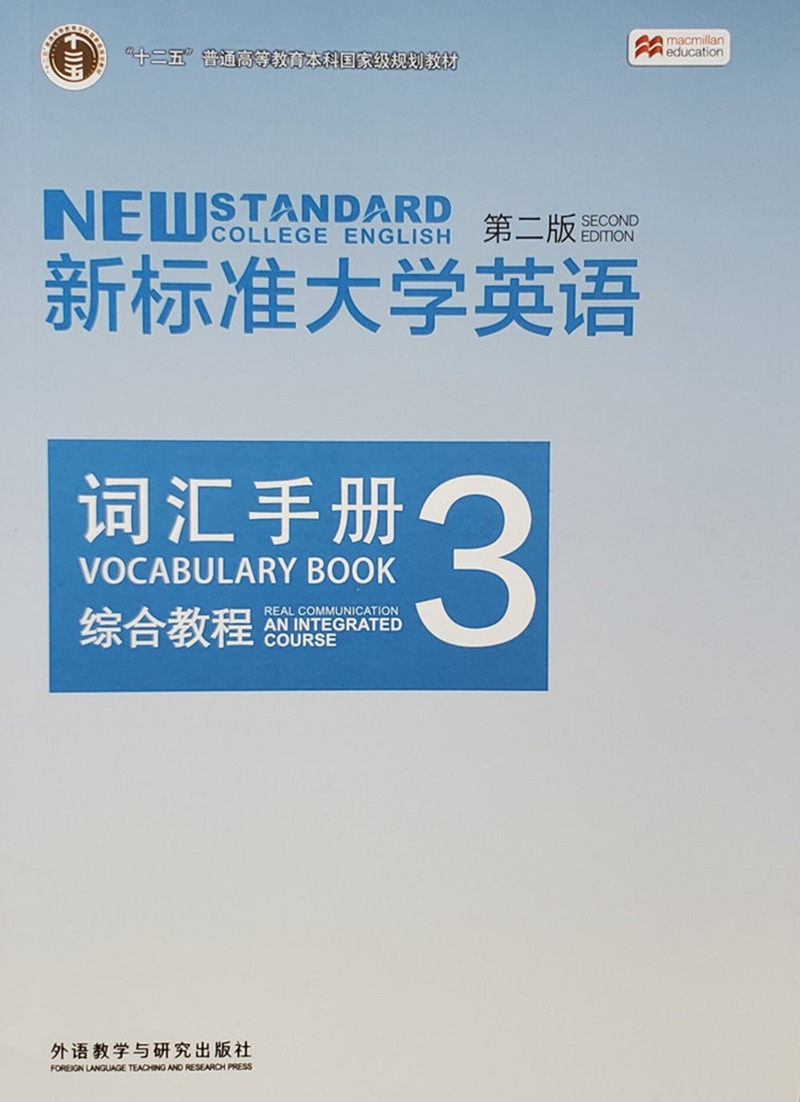 “十二五”普通高等教育本科国家级规划教材
macmillan
education
NEW STANDARD
COLLEGE ENGLISH
第二版 SECOND
EDITION
新标准大学英语
词汇手册 3
VOCABULARY BOOK
综合教程
REAL COMMUNICATION
AN INTEGRATED
COURSE
外语教学与研究出版社
FOREIGN LANGUAGE TEACHING AND RESEARCH PRESS